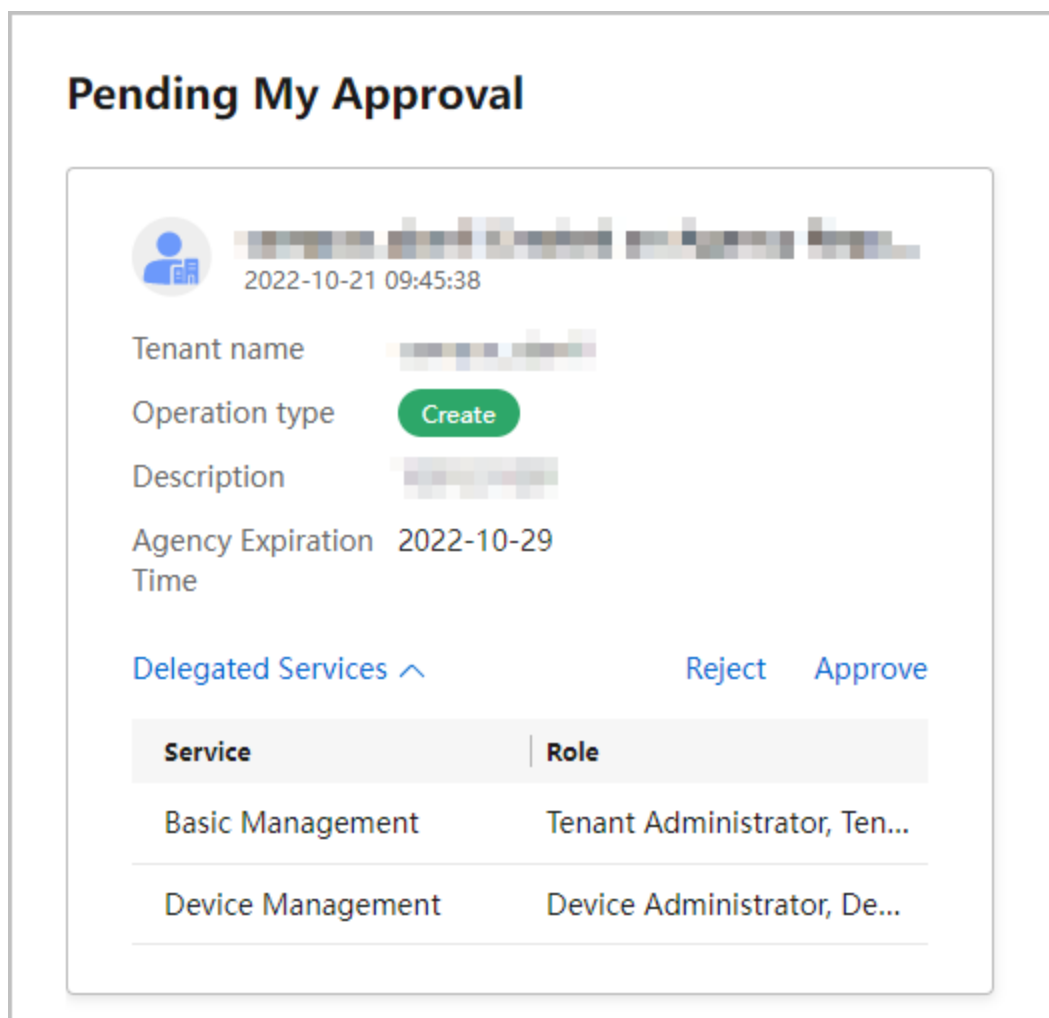 Pending My Approval
2022-10-21 09:45:38
Tenant name
Operation type Create
Description
Agency Expiration 2022-10-29
Time
Delegated Services Reject Approve
Service Role
Basic Management Tenant Administrator, Ten...
Device Management Device Administrator, De...